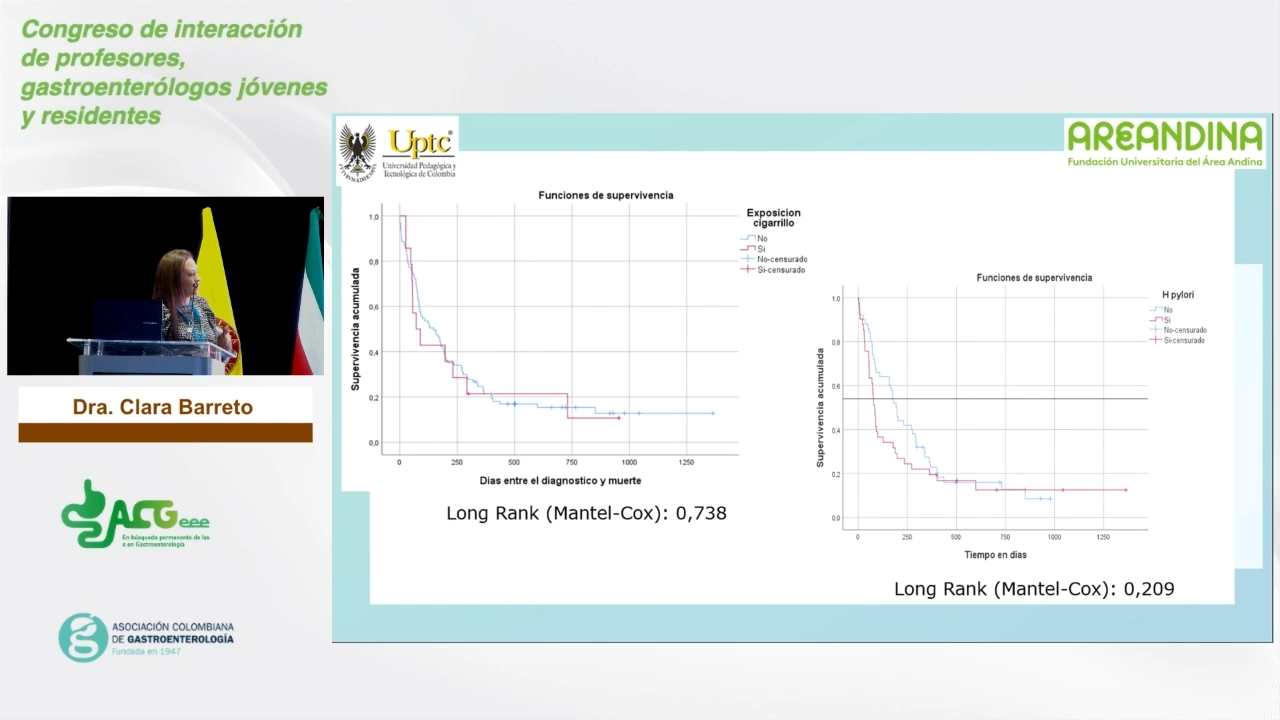 Congreso de interacción
de profesores,
gastroenterólogos jóvenes
y residentes
Dra. Clara Barreto
ACG eee
En búsqueda permanente de las
e en Gastroenterología
ASOCIACIÓN COLOMBIANA
DE GASTROENTEROLOGÍA
Fundada en 1947
Uptc
Universidad Pedagógica y
Tecnológica de Colombia
AREANDINA
Fundación Universitaria del Área Andina
Funciones de supervivencia
Supervivencia acumulada
1,0
0,8
0,6
0,4
0,2
0,0
0 250 500 750 1000 1250
Dias entre el diagnostico y muerte
Exposicion
cigarrillo
No
Si
No-censurado
Si-censurado
Long Rank (Mantel-Cox): 0,738
Funciones de supervivencia
Supervivencia acumulada
1,0
0,8
0,6
0,4
0,2
0,0
0 250 500 750 1000 1250
Tiempo en dias
H pylori
No
Si
No-censurado
Si-censurado
Long Rank (Mantel-Cox): 0,209